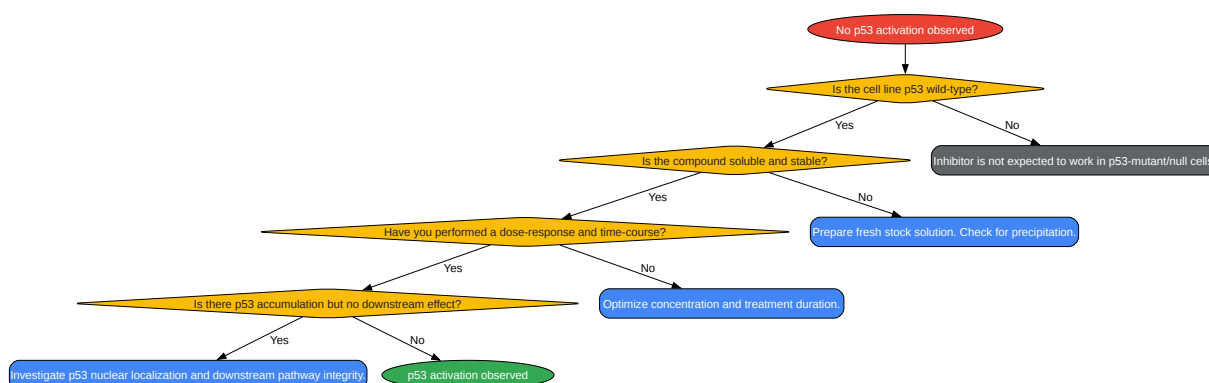 No p53 activation observed
Is the cell line p53 wild-type?
Yes
No
Is the compound soluble and stable?
Inhibitor is not expected to work in p53-mutant/null cells
Yes
No
Have you performed a dose-response and time-course?
Prepare fresh stock solution. Check for precipitation.
Yes
No
Is there p53 accumulation but no downstream effect?
Optimize concentration and treatment duration.
Yes
No
Investigate p53 nuclear localization and downstream pathway integrity.
p53 activation observed